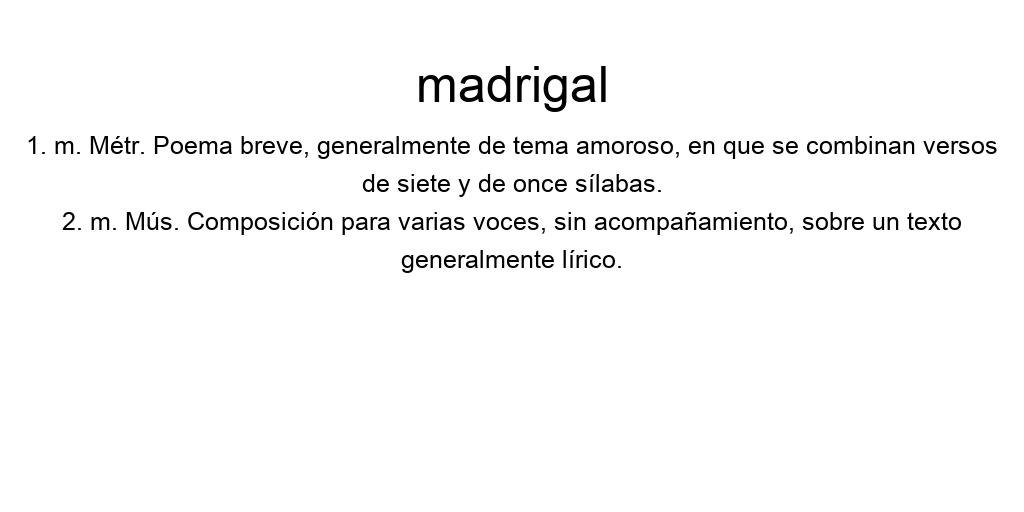 madrigal
1. m. Métr. Poema breve, generalmente de tema amoroso, en que se combinan versos
de siete y de once sílabas.
2. m. Mús. Composición para varias voces, sin acompañamiento, sobre un texto
generalmente lírico.